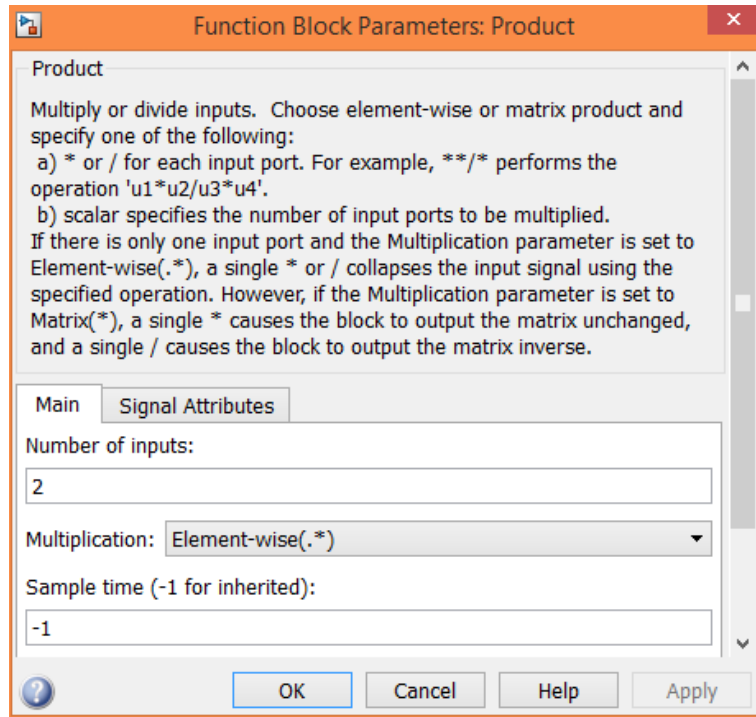 Function Block Parameters: Product
Product
Multiply or divide inputs.  Choose element-wise or matrix product and
specify one of the following:
a) * or / for each input port. For example, **/* performs the
operation 'u1*u2/u3*u4'.
b) scalar specifies the number of input ports to be multiplied.
If there is only one input port and the Multiplication parameter is set to
Element-wise(.*), a single * or / collapses the input signal using the
specified operation. However, if the Multiplication parameter is set to
Matrix(*), a single * causes the block to output the matrix unchanged,
and a single / causes the block to output the matrix inverse.
Main Signal Attributes
Number of inputs:
2
Multiplication: Element-wise(.*)
Sample time (-1 for inherited):
-1
? OK Cancel Help Apply